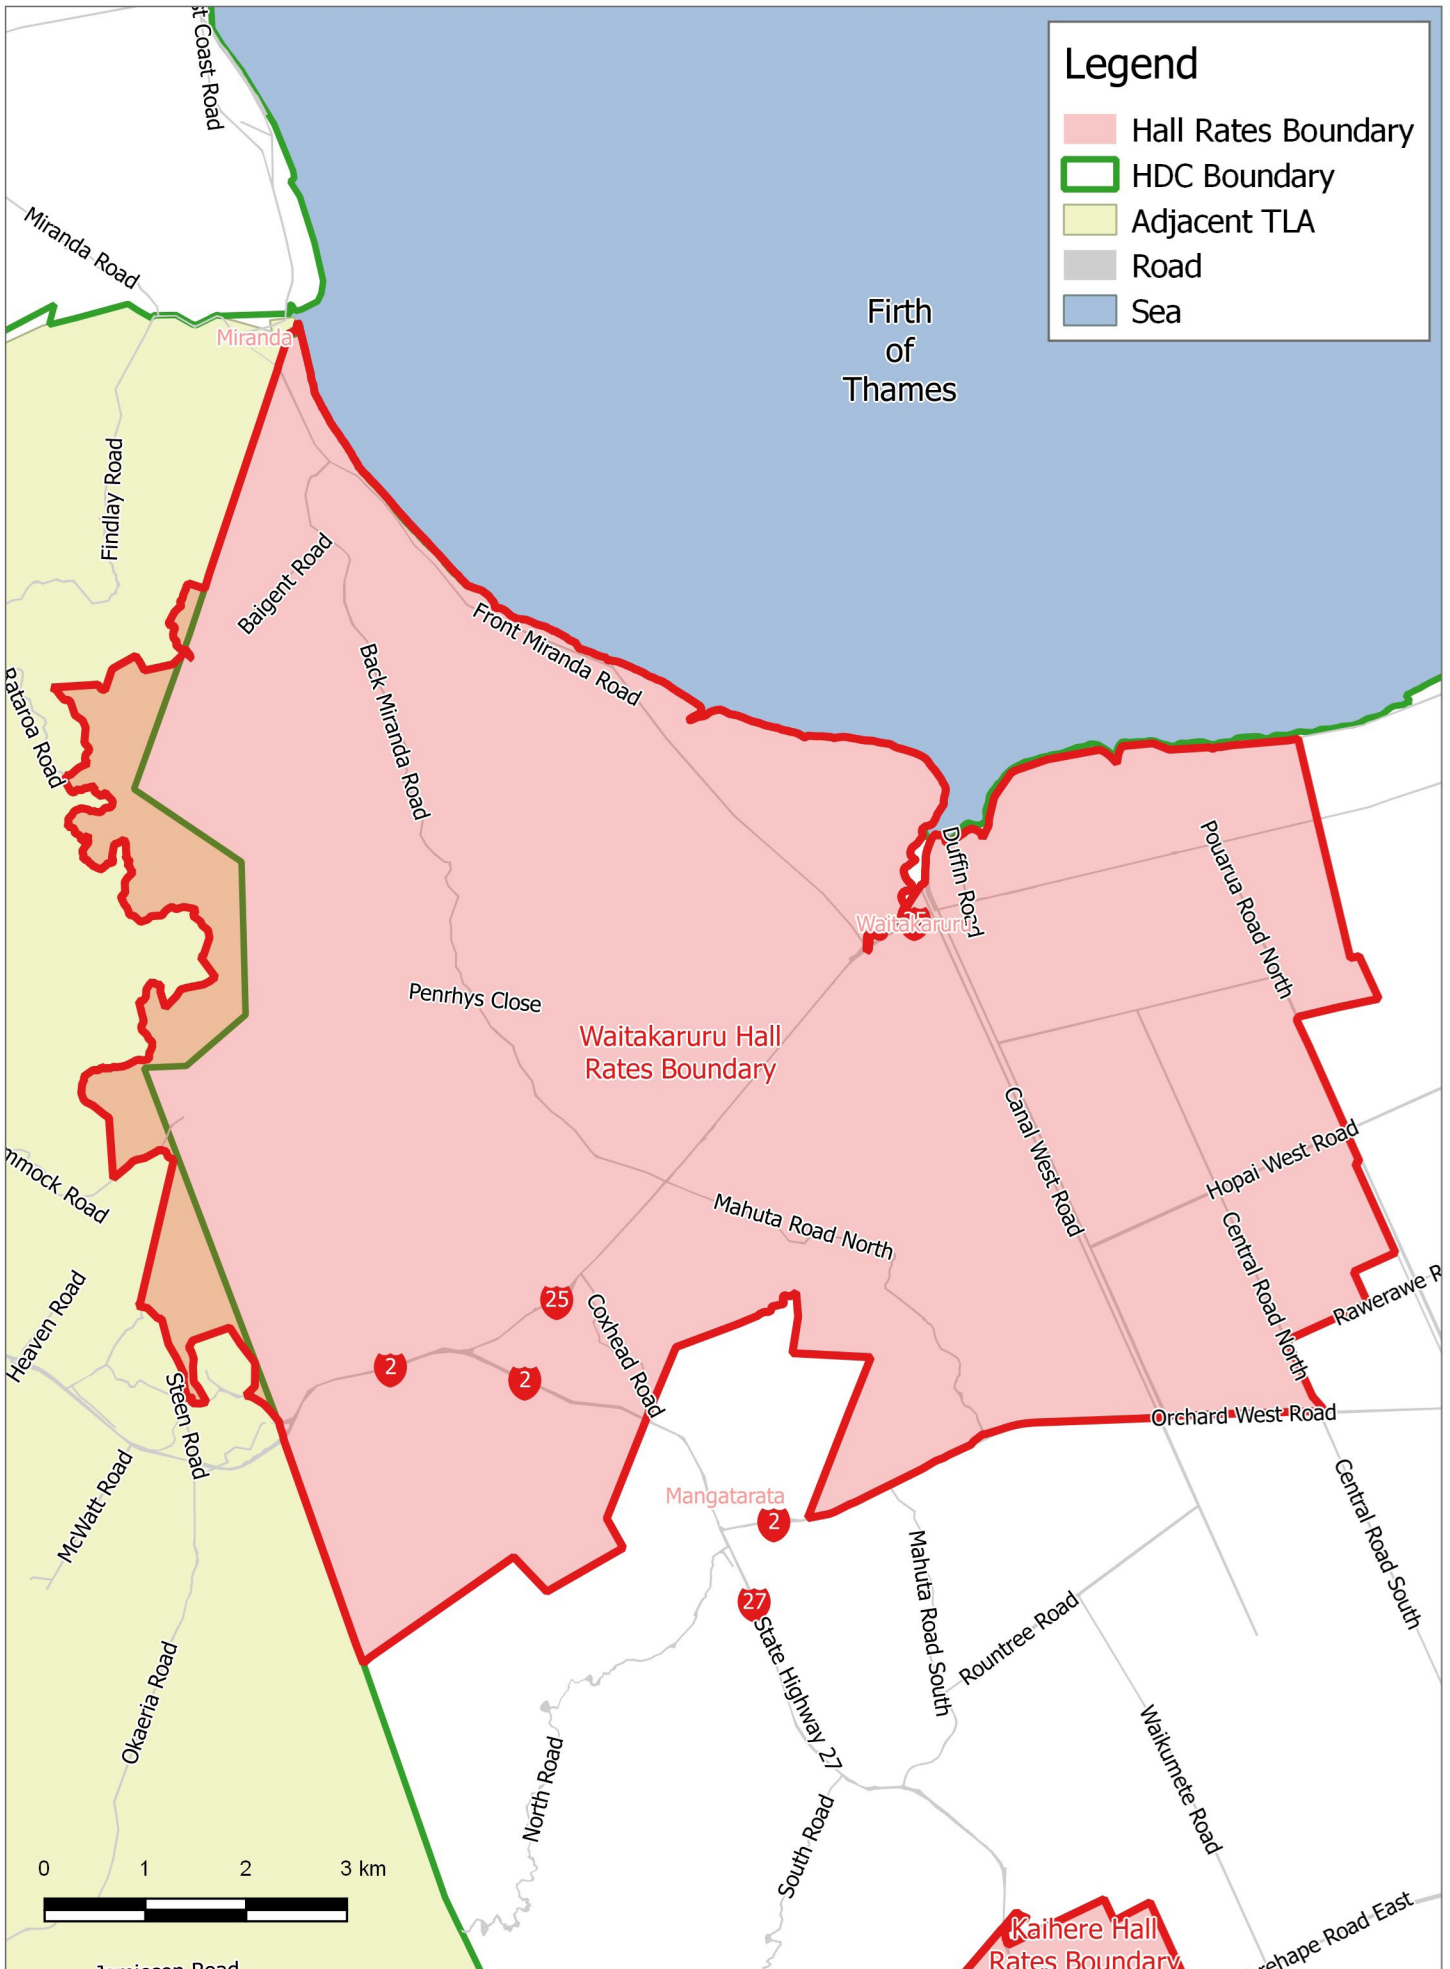 st Coast Road
Legend
Hall Rates Boundary
HDC Boundary
Adjacent TLA
Road
Sea
Miranda Road
Miranda
Firth
of
Thames
Findlay Road
Baigent Road
Front Miranda Road
Back Miranda Road
Rataroa Road
Duffin Road
Pouarua Road North
Waitakaruru
Penrhys Close
Waitakaruru Hall
Rates Boundary
Canal West Road
Hopai West Road
mmock Road
Mahuta Road North
Central Road North
Heaven Road
25
Coxhead Road
Rawerawe R
2
2
Steen Road
Orchard West Road
McWatt Road
Mangatarata
2
Central Road South
Mahuta Road South
27
Rountree Road
State Highway 27
Okaeria Road
North Road
Waikumete Road
South Road
0 1 2 3 km
Kaihere Hall
Rates Boundary
rehape Road East